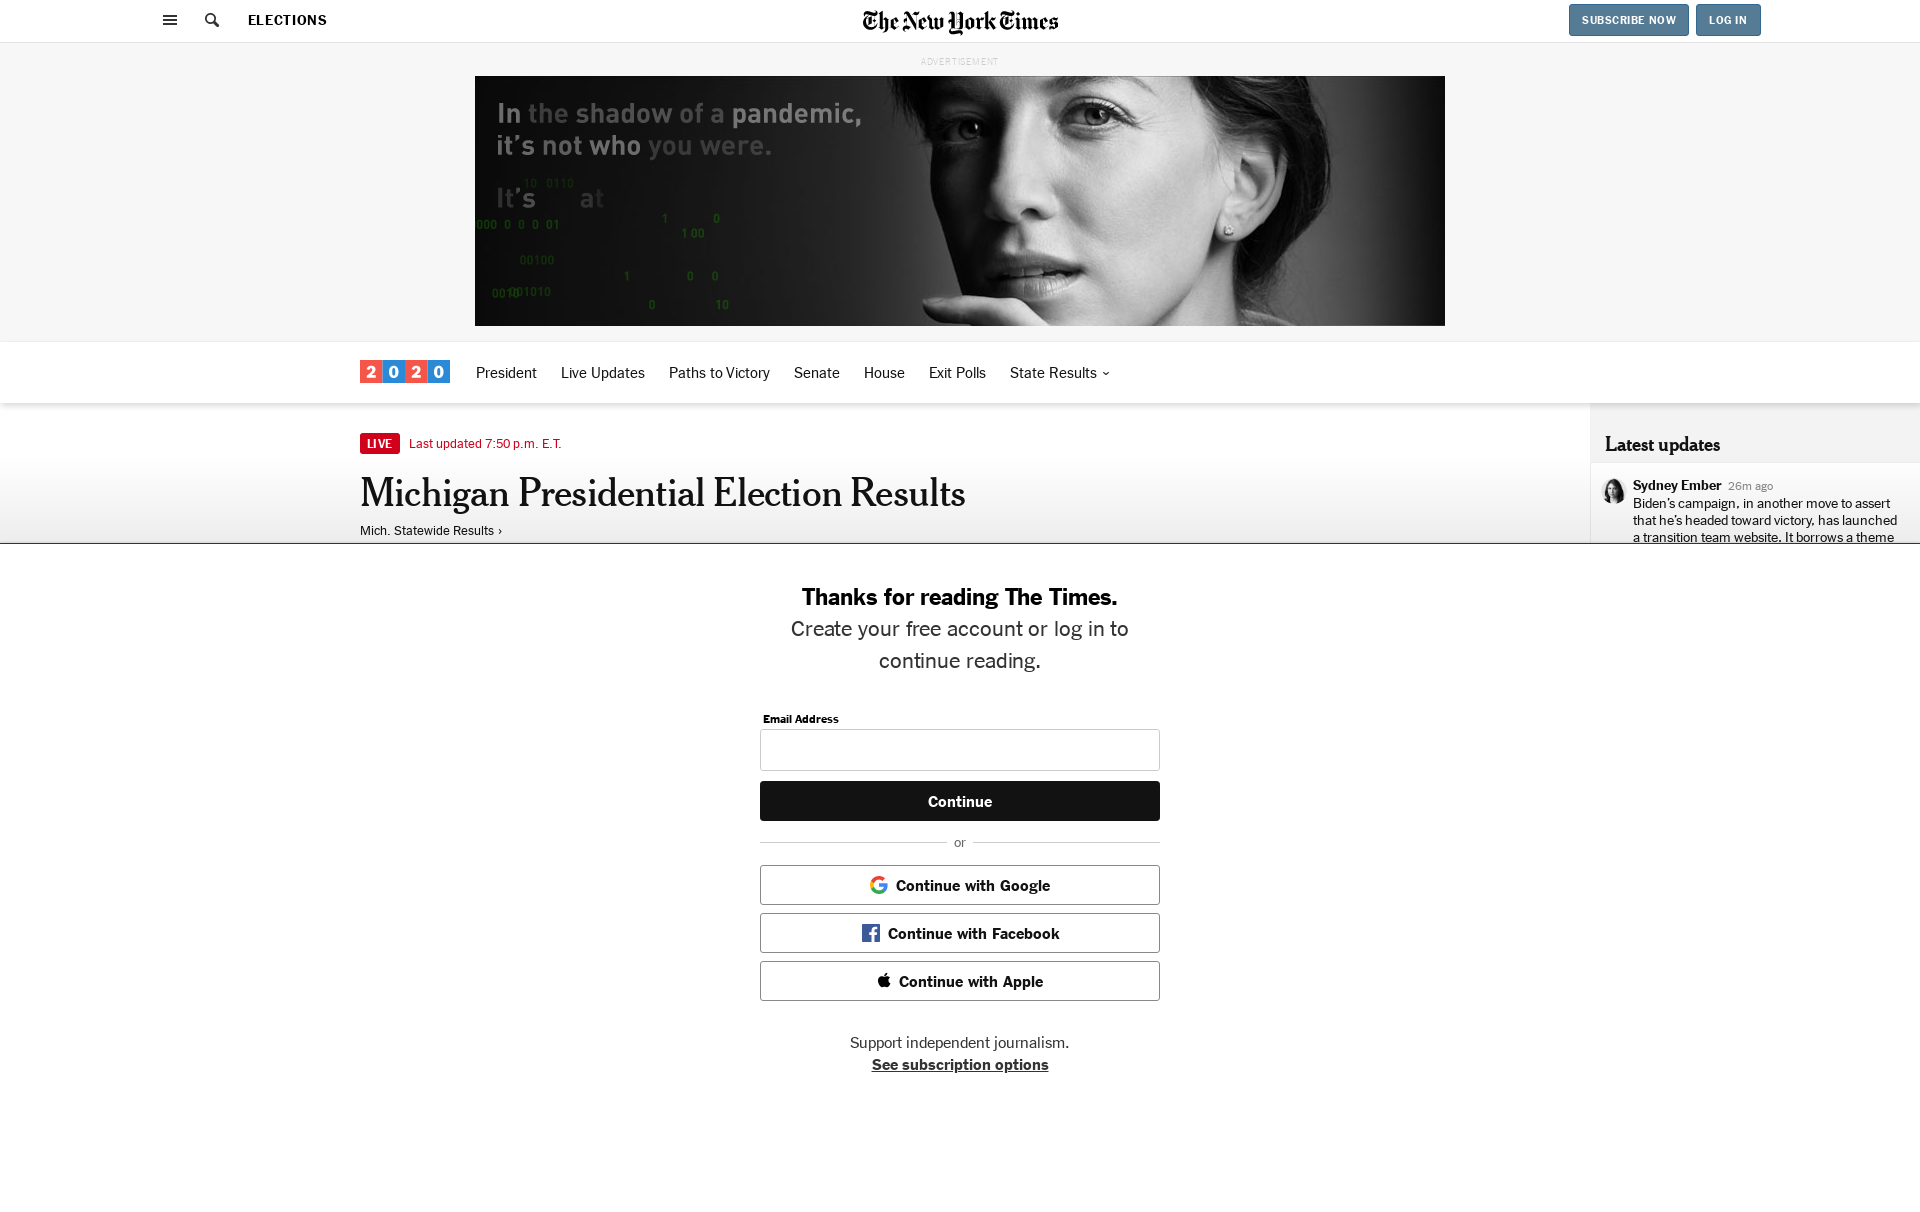 ELECTIONS
The New York Times
SUBSCRIBE NOW
LOG IN
ADVERTISEMENT
In the shadow of a pandemic,
it's not who you were.
It's at
10 0110
000 0 0 0 01
1 0
1 00
00100
1 0 0
0010
001010
0 10
2020
President
Live Updates
Paths to Victory
Senate
House
Exit Polls
State Results
LIVE
Last updated 7:50 p.m. E.T.
Michigan Presidential Election Results
Mich. Statewide Results ›
Latest updates
Sydney Ember 26m ago
Biden's campaign, in another move to assert
that he's headed toward victory, has launched
a transition team website. It borrows a theme
Thanks for reading The Times.
Create your free account or log in to
continue reading.
Email Address
Continue
or
Continue with Google
Continue with Facebook
Continue with Apple
Support independent journalism.
See subscription options